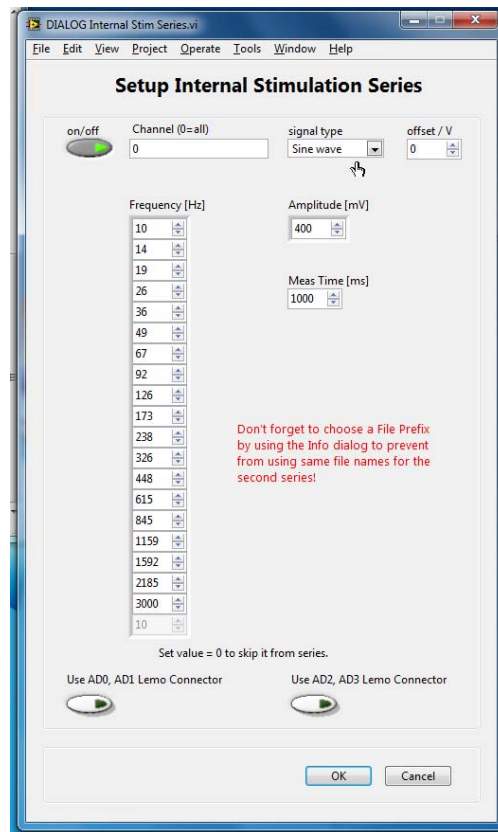 DIALOG Internal Stim Series.vi
File Edit View Project Operate Tools Window Help
Setup Internal Stimulation Series
on/off Channel (0=all) signal type offset / V
0 Sine wave 0
Frequency [Hz] Amplitude [mV]
10 400
14
19
Meas Time [ms]
26 1000
36
49
67
92
126
173
238
326
448
615
845
1159
1592
2185
3000
10
Don't forget to choose a File Prefix
by using the Info dialog to prevent
from using same file names for the
second series!
Set value = 0 to skip it from series.
Use AD0, AD1 Lemo Connector Use AD2, AD3 Lemo Connector
OK Cancel